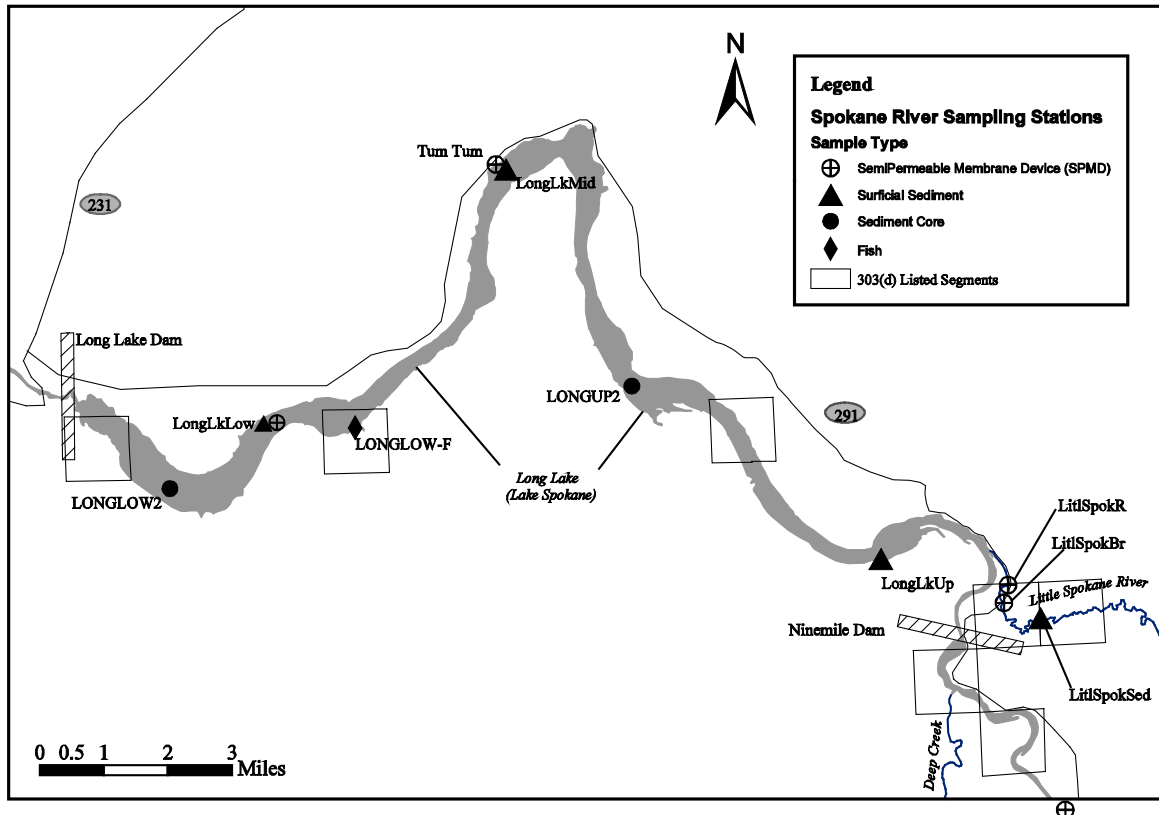 N
Legend
Spokane River Sampling Stations
Sample Type
SemiPermeable Membrane Device (SPMD)
Surficial Sediment
Sediment Core
Fish
303(d) Listed Segments
Tum Tum
LongLkMid
231
Long Lake Dam
LONGUP2
291
LongLkLow
LONGLOW-F
Long Lake
(Lake Spokane)
LONGLOW2
LitlSpokR
LitlSpokBr
LongLkUp
Little Spokane River
Ninemile Dam
LitlSpokSed
Deep Creek
0 0.5 1 2 3
Miles